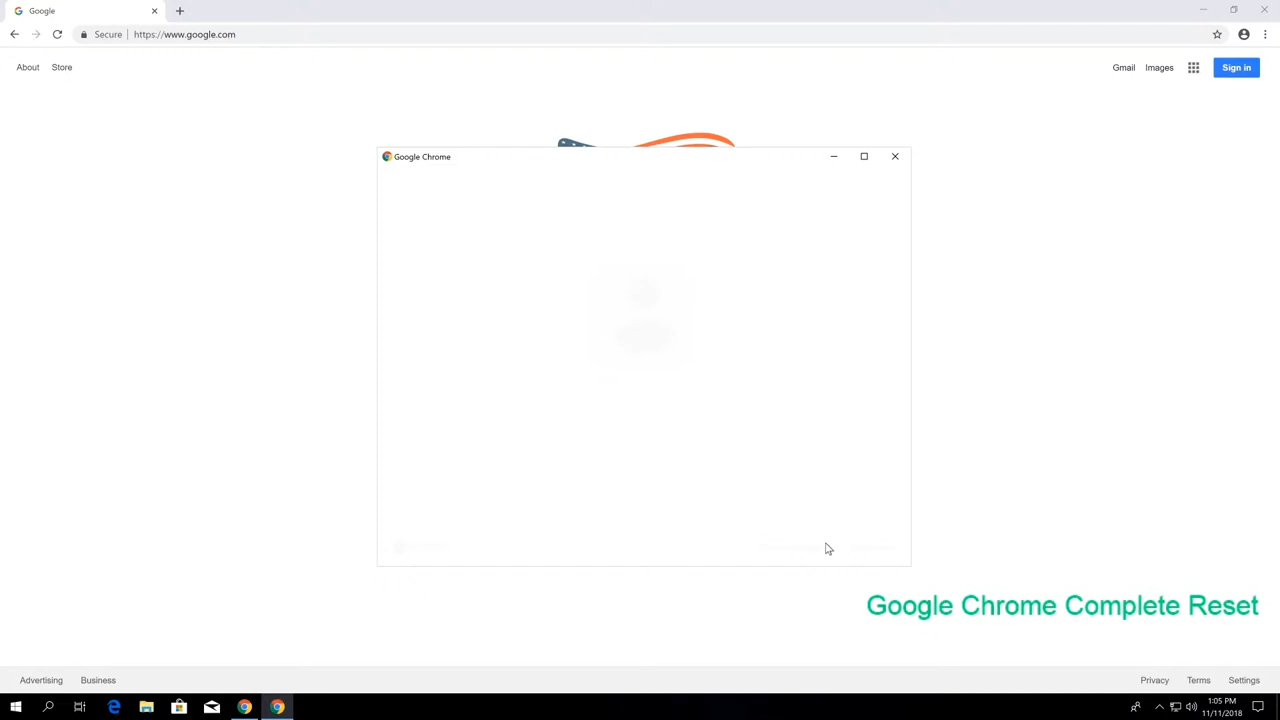 Google
Secure
https://www.google.com
About
Store
Gmail
Images
Sign in
Google Chrome
Google Chrome Complete Reset
Advertising
Business
Privacy
Terms
Settings
1:05 PM
11/11/2018